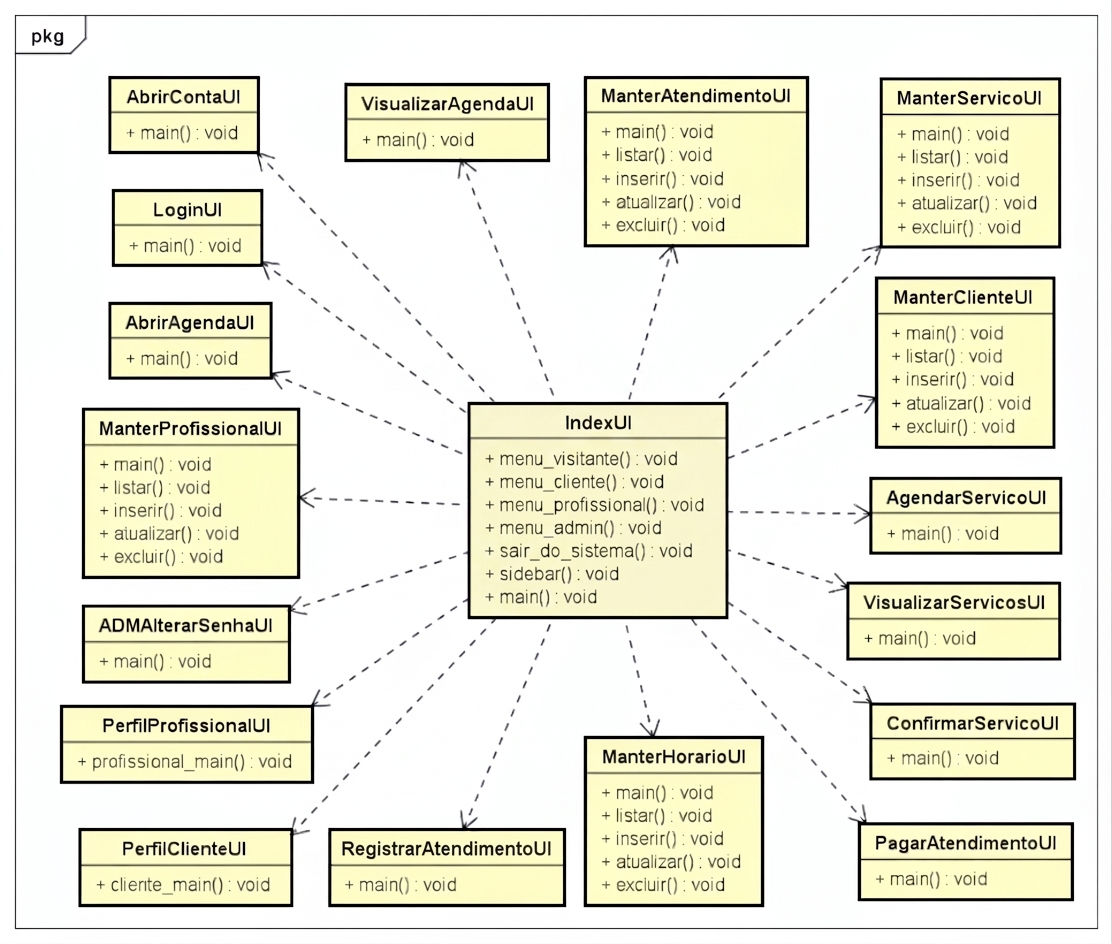 pkg
AbrirContaUI
+ main() : void
VisualizarAgendaUI
+ main() : void
ManterAtendimentoUI
+ main() : void
+ listar() : void
+ inserir() : void
+ atualizar() : void
+ excluir() : void
ManterServicoUI
+ main() : void
+ listar() : void
+ inserir() : void
+ atualizar() : void
+ excluir() : void
LoginUI
+ main() : void
AbrirAgendaUI
+ main() : void
ManterClienteUI
+ main() : void
+ listar() : void
+ inserir() : void
+ atualizar() : void
+ excluir() : void
ManterProfissionalUI
+ main() : void
+ listar() : void
+ inserir() : void
+ atualizar() : void
+ excluir() : void
IndexUI
+ menu_visitante() : void
+ menu_cliente() : void
+ menu_profissional() : void
+ menu_admin() : void
+ sair_do_sistema() : void
+ sidebar() : void
+ main() : void
AgendarServicoUI
+ main() : void
VisualizarServicosUI
+ main() : void
ADMAlterarSenhaUI
+ main() : void
PerfilProfissionalUI
+ profissional_main() : void
ConfirmarServicoUI
+ main() : void
ManterHorarioUI
+ main() : void
+ listar() : void
+ inserir() : void
+ atualizar() : void
+ excluir() : void
PerfilClienteUI
+ cliente_main() : void
RegistrarAtendimentoUI
+ main() : void
PagarAtendimentoUI
+ main() : void